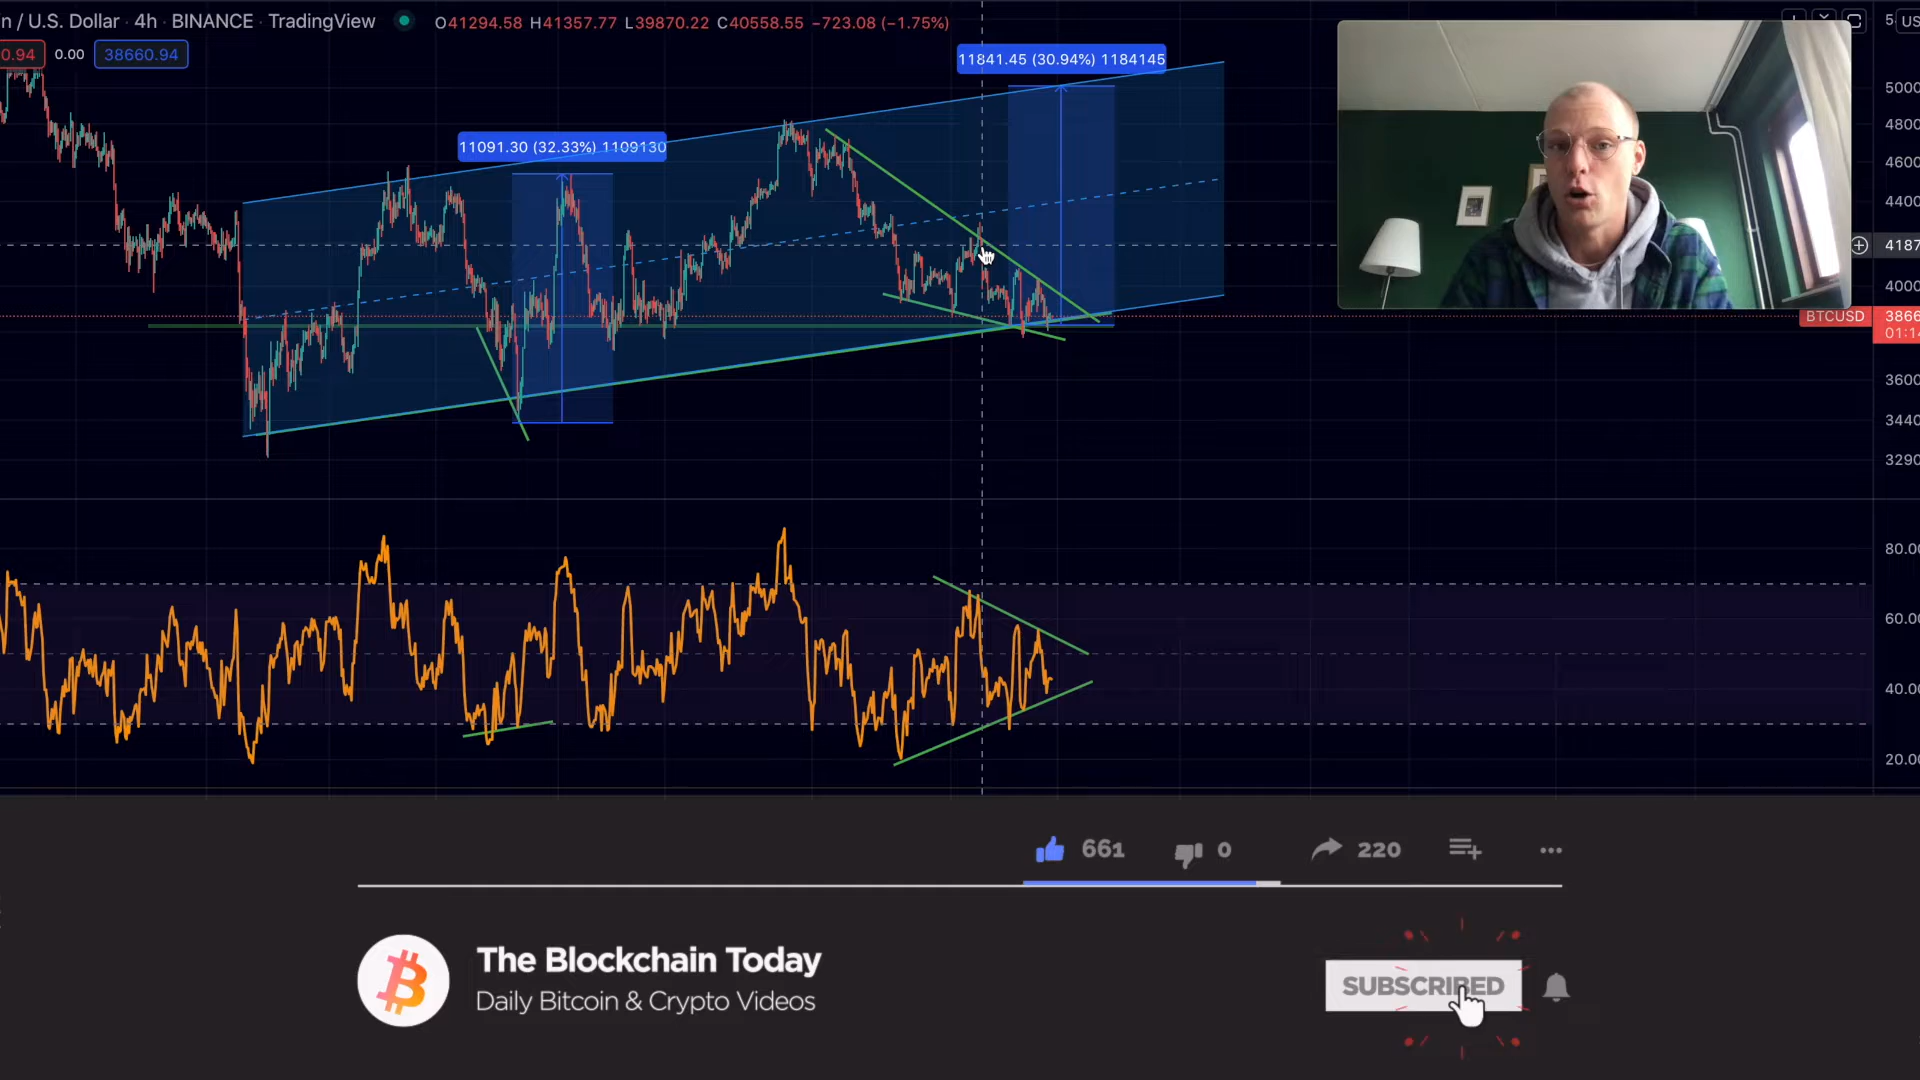 n / U.S. Dollar · 4h · BINANCE · TradingView O41294.58 H41357.77 L39870.22 C40558.55 −723.08 (−1.75%)
0.94 0.00 38660.94
11841.45 (30.94%) 1184145
11091.30 (32.33%) 1109130
US
5000
4800
4600
4400
4187
4000
BTCUSD 3866
01:1
3600
3440
3290
80.00
60.00
40.00
20.00
661 0 220
The Blockchain Today
Daily Bitcoin & Crypto Videos
SUBSCRIBED